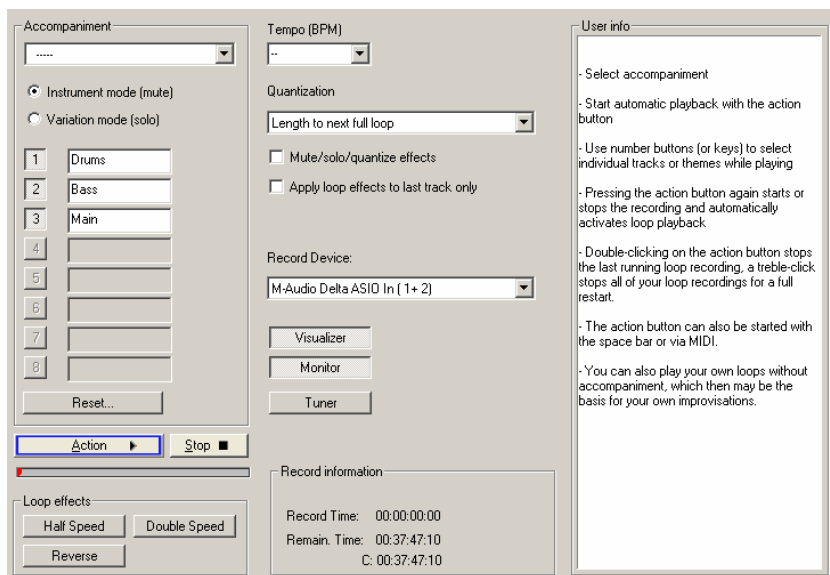 Accompaniment
-----
Instrument mode (mute)
Variation mode (solo)
1 Drums
2 Bass
3 Main
4
5
6
7
8
Reset...
Action
Stop
Loop effects
Half Speed Double Speed
Reverse
Tempo (BPM)
--
Quantization
Length to next full loop
Mute/solo/quantize effects
Apply loop effects to last track only
Record Device:
M-Audio Delta ASIO In ( 1+ 2)
Visualizer
Monitor
Tuner
Record information
Record Time: 00:00:00:00
Remain. Time: 00:37:47:10
C: 00:37:47:10
User info
- Select accompaniment
- Start automatic playback with the action
button
- Use number buttons (or keys) to select
individual tracks or themes while playing
- Pressing the action button again starts or
stops the recording and automatically
activates loop playback
- Double-clicking on the action button stops
the last running loop recording, a treble-click
stops all of your loop recordings for a full
restart.
- The action button can also be started with
the space bar or via MIDI.
- You can also play your own loops without
accompaniment, which then may be the
basis for your own improvisations.